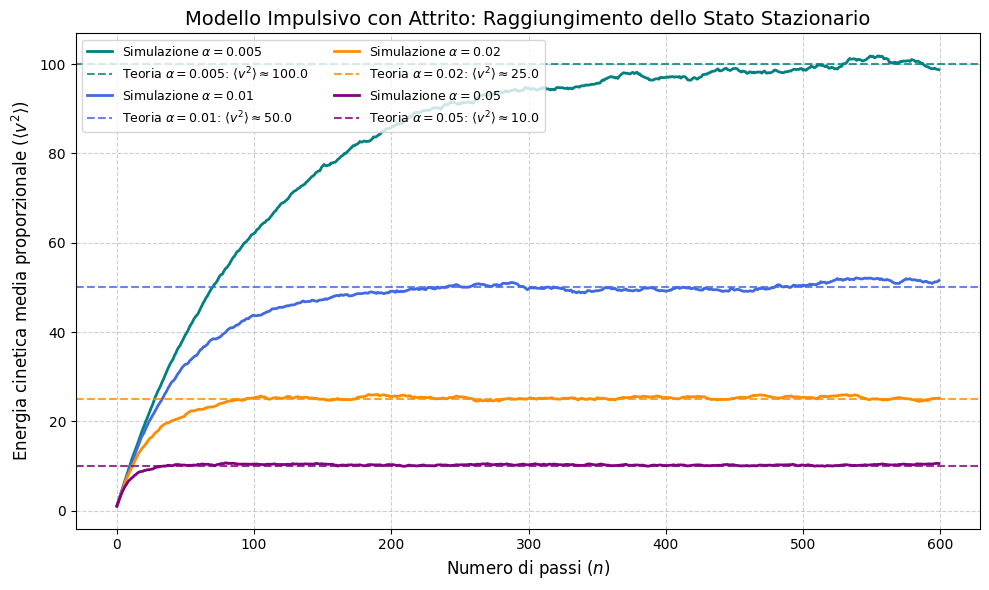 Modello Impulsivo con Attrito: Raggiungimento dello Stato Stazionario
Energia cinetica media proporzionale (⟨v²⟩)
100
80
60
40
20
0
Simulazione α = 0.005
Teoria α = 0.005: ⟨v²⟩ ≈ 100.0
Simulazione α = 0.01
Teoria α = 0.01: ⟨v²⟩ ≈ 50.0
Simulazione α = 0.02
Teoria α = 0.02: ⟨v²⟩ ≈ 25.0
Simulazione α = 0.05
Teoria α = 0.05: ⟨v²⟩ ≈ 10.0
0 100 200 300 400 500 600
Numero di passi (n)